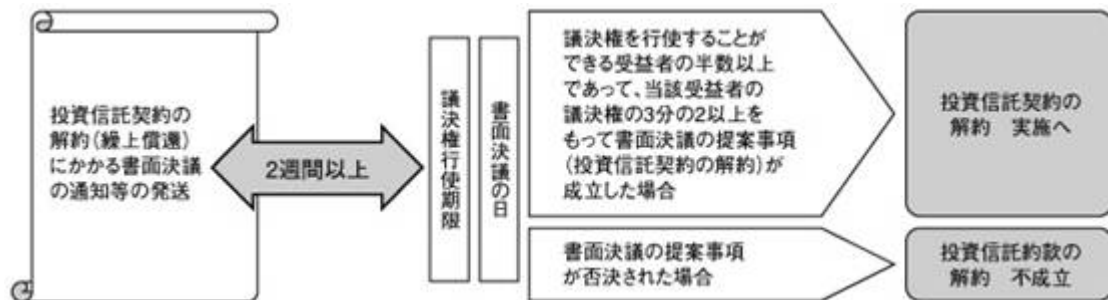 投資信託契約の
解約(繰上償還)
にかかる書面決議
の通知等の発送
2週間以上
議決権行使期限
書面決議の日
議決権を行使することが
できる受益者の半数以上
であって、当該受益者の
議決権の3分の2以上を
もって書面決議の提案事項
(投資信託契約の解約)が
成立した場合
投資信託契約の
解約 実施へ
書面決議の提案事項
が否決された場合
投資信託約款の
解約 不成立